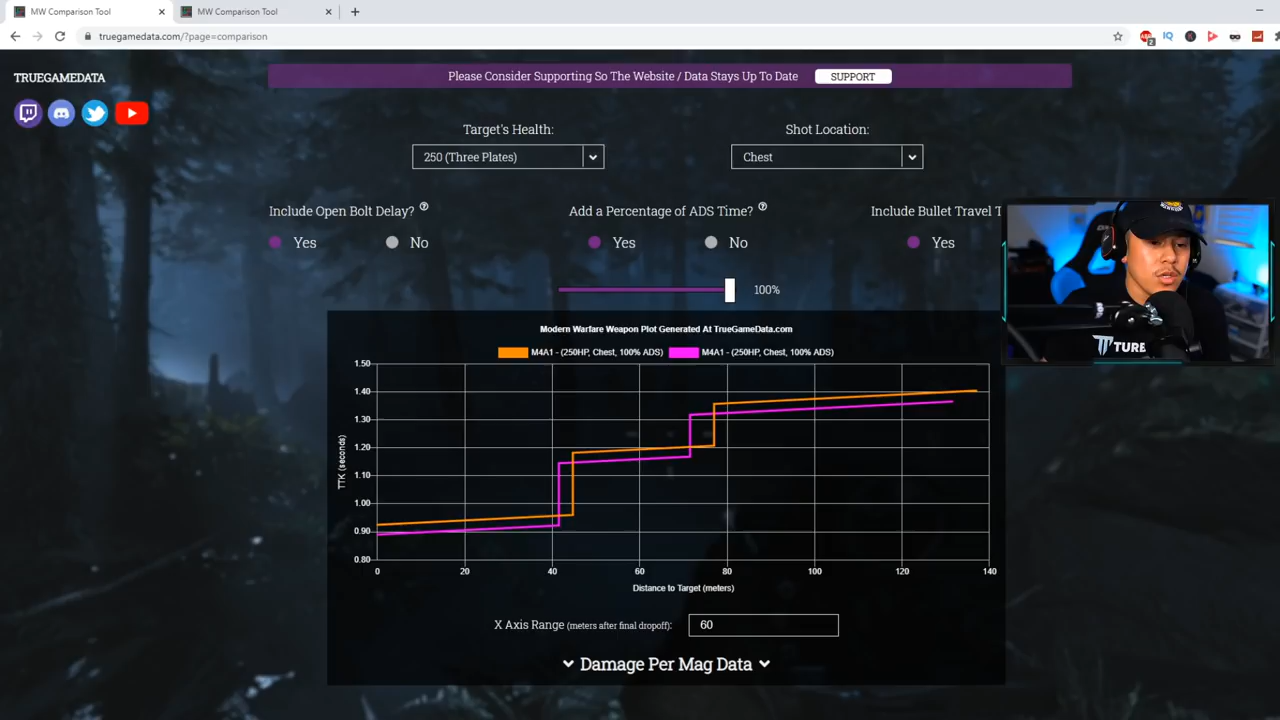 MW Comparison Tool
MW Comparison Tool
truegamedata.com/?page=comparison
TRUEGAMEDATA
Please Consider Supporting So The Website / Data Stays Up To Date
SUPPORT
Target's Health:
Shot Location:
250 (Three Plates)
Chest
Include Open Bolt Delay?
Add a Percentage of ADS Time?
Include Bullet Travel T
Yes
No
Yes
No
Yes
100%
Modern Warfare Weapon Plot Generated At TrueGameData.com
M4A1 - (250HP, Chest, 100% ADS)
M4A1 - (250HP, Chest, 100% ADS)
1.50
1.40
1.30
1.20
1.10
1.00
0.90
0.80
TTK (seconds)
0
20
40
60
80
100
120
140
Distance to Target (meters)
X Axis Range (meters after final dropoff):
60
Damage Per Mag Data
IQ
2